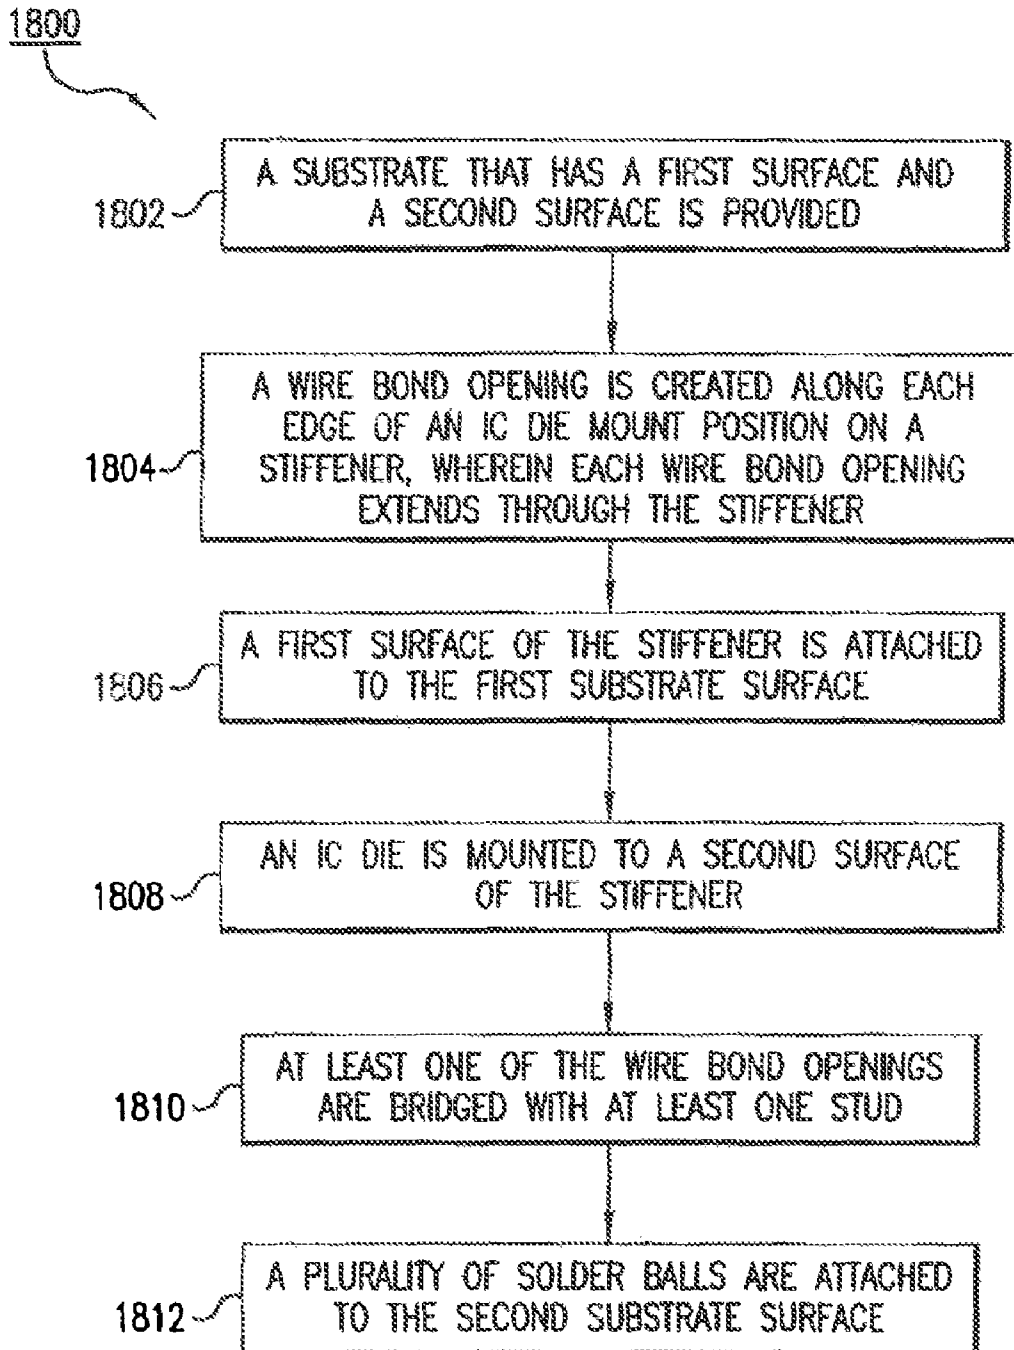 1800
A SUBSTRATE THAT HAS A FIRST SURFACE AND
A SECOND SURFACE IS PROVIDED
1802
A WIRE BOND OPENING IS CREATED ALONG EACH
EDGE OF AN IC DIE MOUNT POSITION ON A
STIFFENER, WHEREIN EACH WIRE BOND OPENING
EXTENDS THROUGH THE STIFFENER
1804
A FIRST SURFACE OF THE STIFFENER IS ATTACHED
TO THE FIRST SUBSTRATE SURFACE
1806
AN IC DIE IS MOUNTED TO A SECOND SURFACE
OF THE STIFFENER
1808
AT LEAST ONE OF THE WIRE BOND OPENINGS
ARE BRIDGED WITH AT LEAST ONE STUD
1810
A PLURALITY OF SOLDER BALLS ARE ATTACHED
TO THE SECOND SUBSTRATE SURFACE
1812